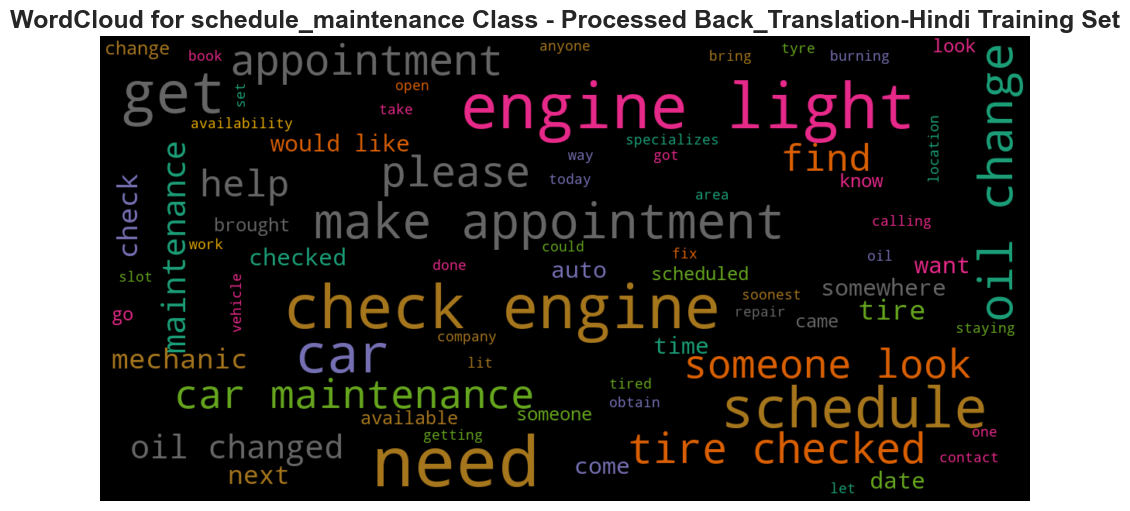 WordCloud for schedule_maintenance Class - Processed Back_Translation-Hindi Training Set
change
book
appointment
anyone
bring
tyre
burning
look
get
set
open
take
engine light
oil change
availability
would like
specializes
way
got
find
location
check
maintenance
help
please
today
area
know
brought
make appointment
calling
work
checked
could
fix
oil
want
slot
done
auto
scheduled
somewhere
go
vehicle
check engine
soonest
repair
came
tire
staying
mechanic
car
company
lit
time
someone look
car maintenance
tired
obtain
schedule
available
someone
getting
oil changed
next
need
come
tire checked
one
contact
let
date